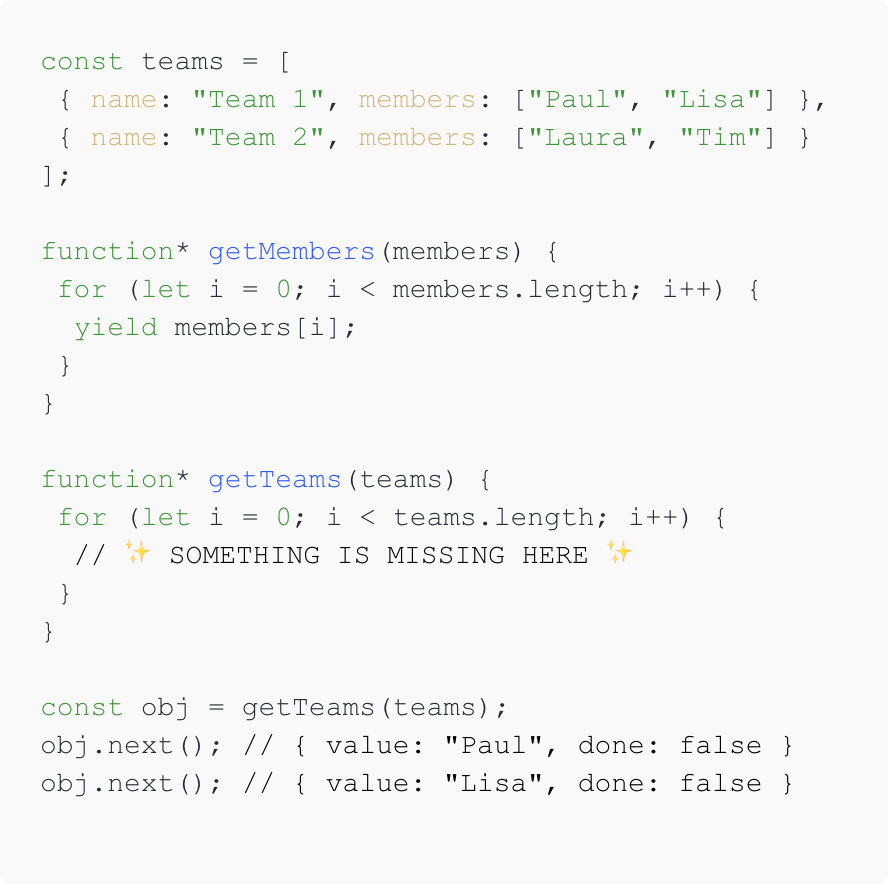 const teams = [
 { name: "Team 1", members: ["Paul", "Lisa"] },
 { name: "Team 2", members: ["Laura", "Tim"] }
];

function* getMembers(members) {
 for (let i = 0; i < members.length; i++) {
  yield members[i];
 }
}

function* getTeams(teams) {
 for (let i = 0; i < teams.length; i++) {
  // ✨ SOMETHING IS MISSING HERE ✨
 }
}

const obj = getTeams(teams);
obj.next(); // { value: "Paul", done: false }
obj.next(); // { value: "Lisa", done: false }